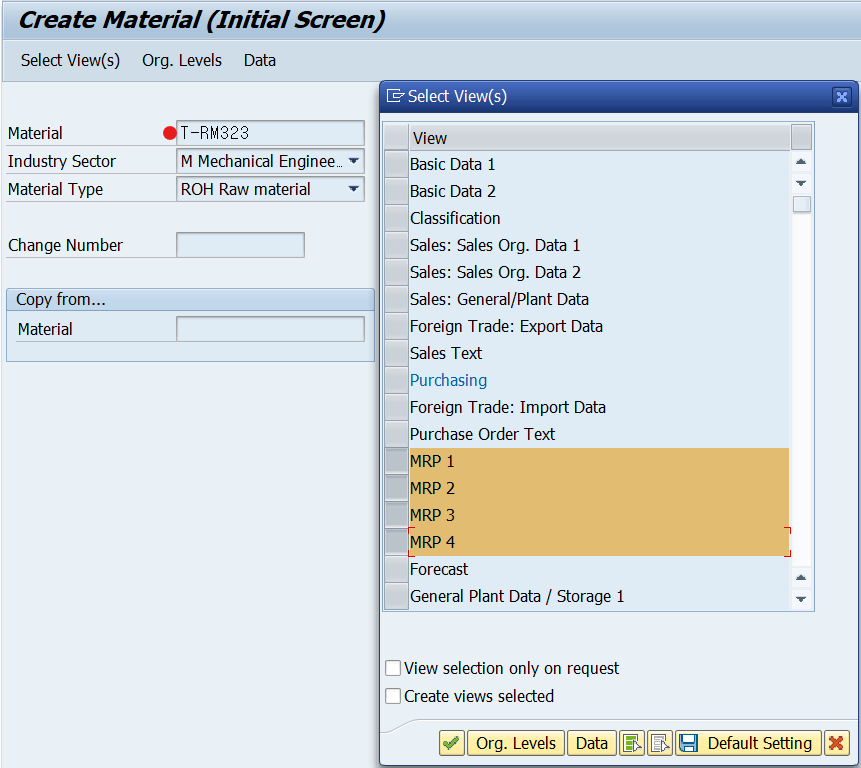 Create Material (Initial Screen)
Select View(s) Org. Levels Data
Material T-RM323
Industry Sector M Mechanical Enginee...
Material Type ROH Raw material
Change Number
Copy from...
Material
Select View(s)
View
Basic Data 1
Basic Data 2
Classification
Sales: Sales Org. Data 1
Sales: Sales Org. Data 2
Sales: General/Plant Data
Foreign Trade: Export Data
Sales Text
Purchasing
Foreign Trade: Import Data
Purchase Order Text
MRP 1
MRP 2
MRP 3
MRP 4
Forecast
General Plant Data / Storage 1
View selection only on request
Create views selected
Org. Levels Data Default Setting